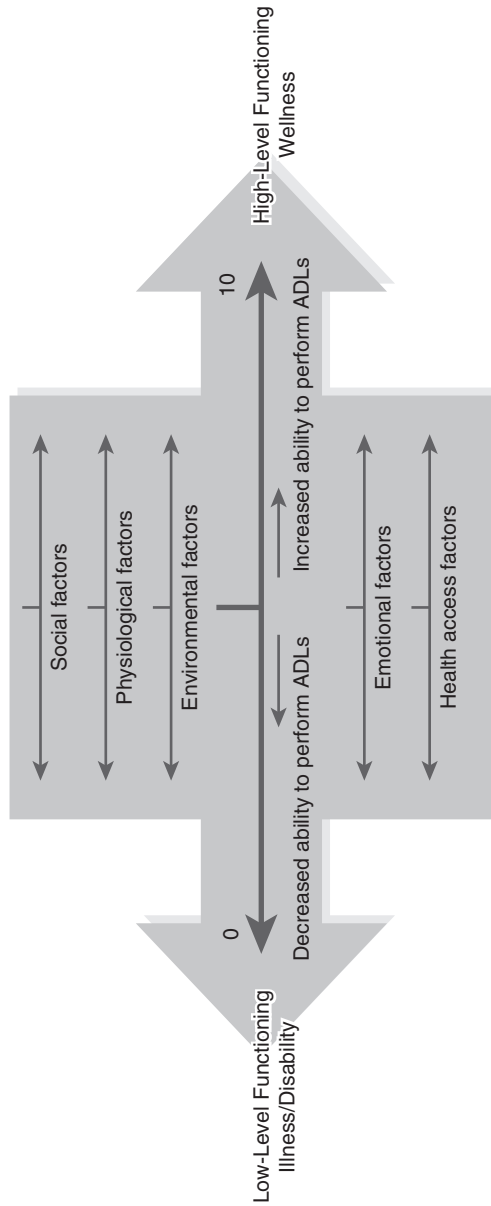 Social factors
Physiological factors
Environmental factors
0
10
Low-Level Functioning
Illness/Disability
High-Level Functioning
Wellness
Decreased ability to perform ADLs
Increased ability to perform ADLs
Emotional factors
Health access factors